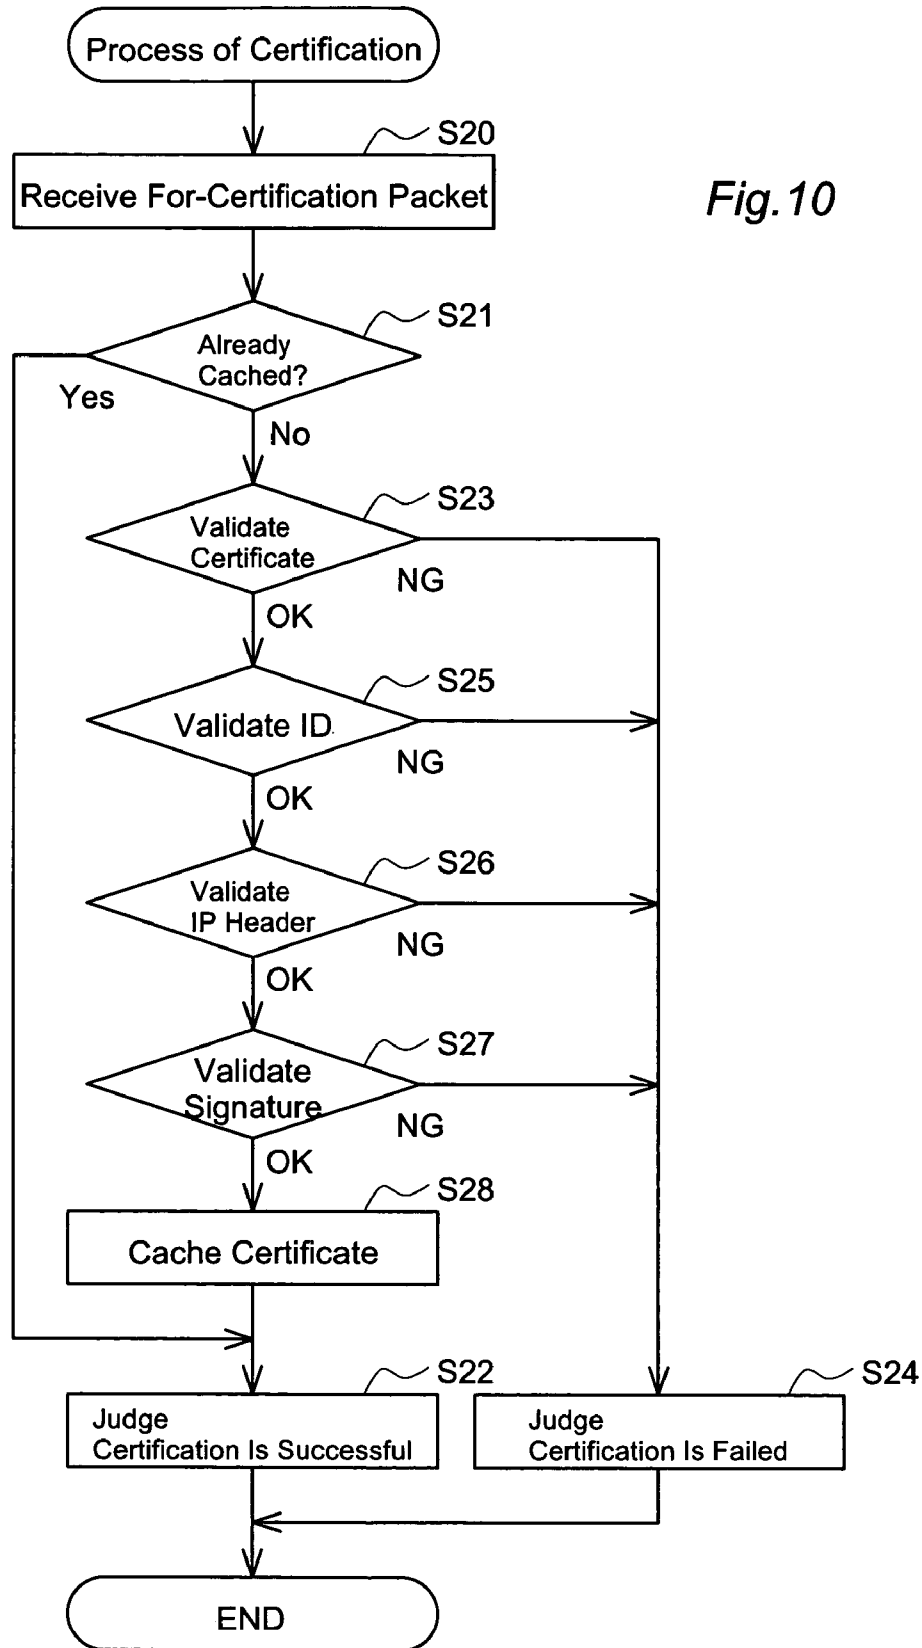 Process of Certification
S20
Receive For-Certification Packet
Fig.10
S21
Already
Cached?
Yes
No
S23
Validate
Certificate
NG
OK
S25
Validate ID
NG
OK
S26
Validate
IP Header
NG
OK
S27
Validate
Signature
NG
OK
S28
Cache Certificate
S22
Judge
Certification Is Successful
S24
Judge
Certification Is Failed
END